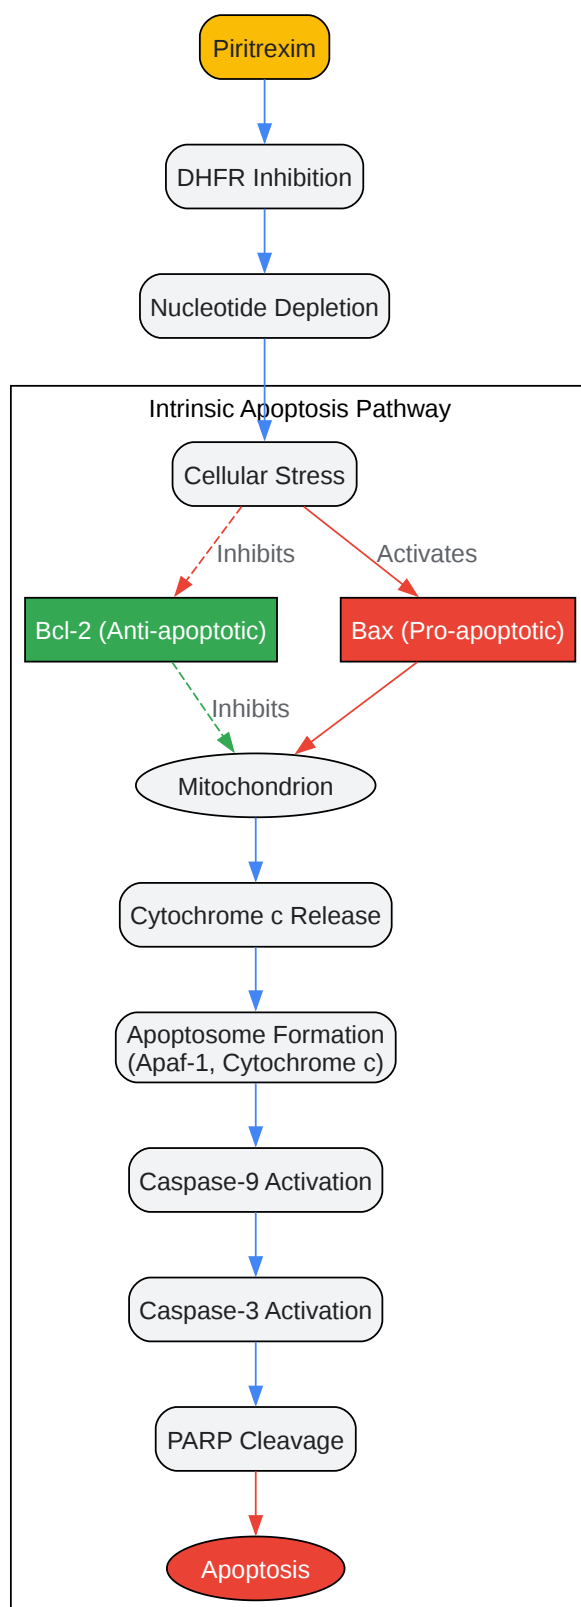 Piritrexim
DHFR Inhibition
Nucleotide Depletion
Intrinsic Apoptosis Pathway
Cellular Stress
Inhibits
Activates
Bcl-2 (Anti-apoptotic)
Bax (Pro-apoptotic)
Inhibits
Mitochondrion
Cytochrome c Release
Apoptosome Formation
(Apaf-1, Cytochrome c)
Caspase-9 Activation
Caspase-3 Activation
PARP Cleavage
Apoptosis